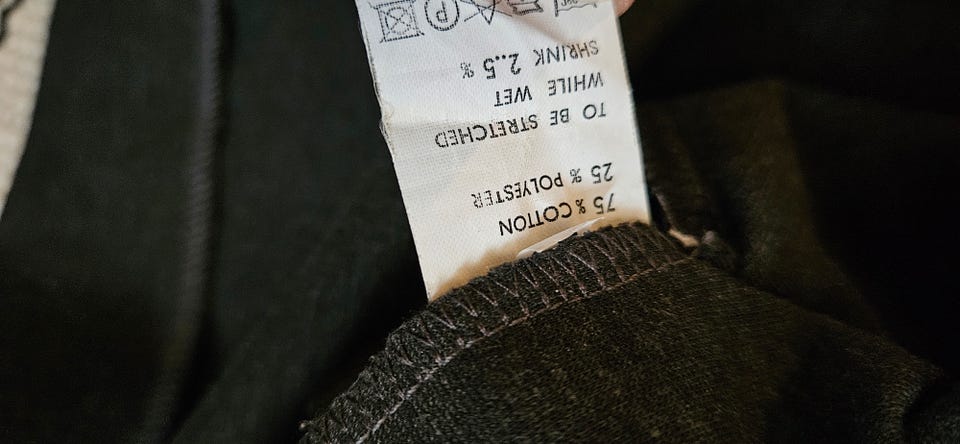 75 % COTTON
25 % POLYESTER
TO BE STRETCHED
WHILE WET
SHRINK 2..5 %
P